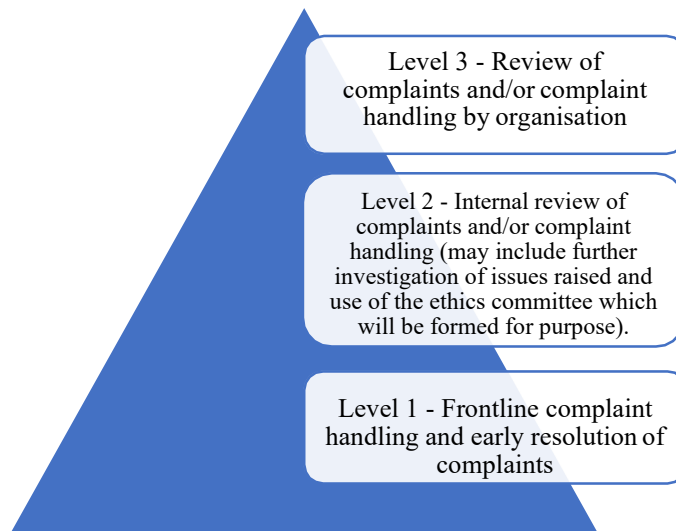 Level 3 - Review of
complaints and/or complaint
handling by organisation
Level 2 - Internal review of
complaints and/or complaint
handling (may include further
investigation of issues raised and
use of the ethics committee which
will be formed for purpose).
Level 1 - Frontline complaint
handling and early resolution of
complaints